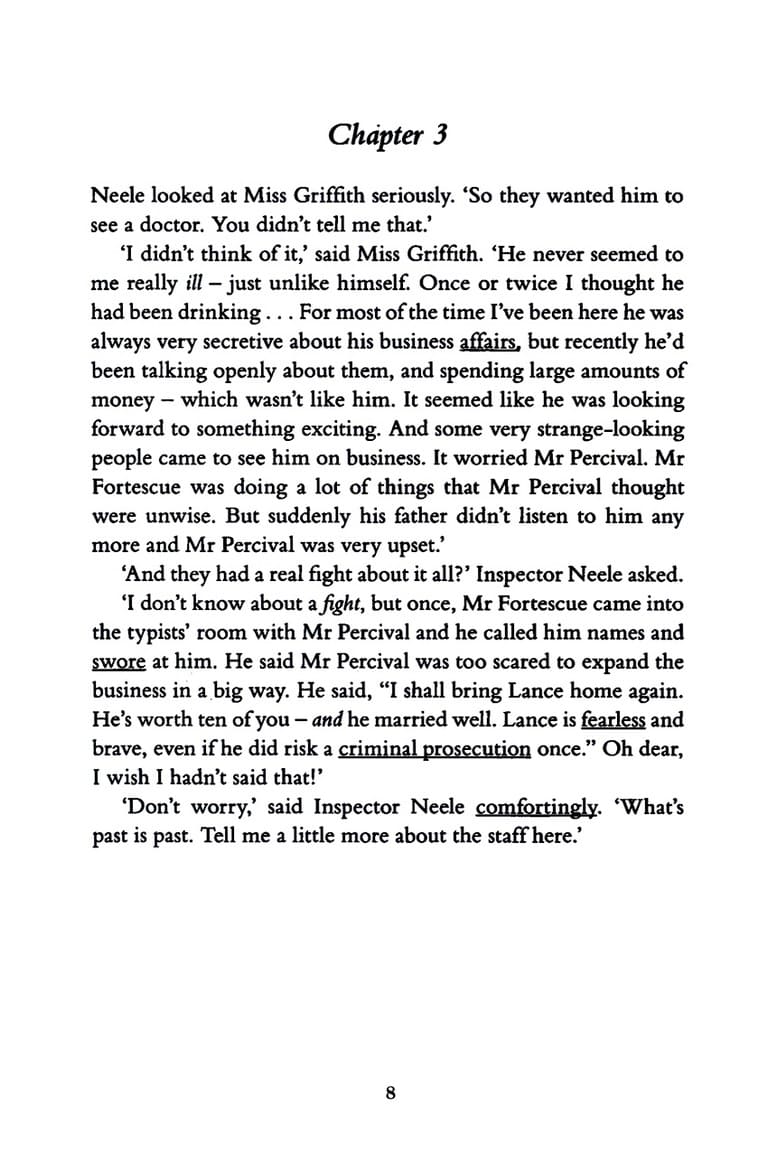 Chapter 3
Neele looked at Miss Griffith seriously. ‘So they wanted him to
see a doctor. You didn’t tell me that.’
‘I didn’t think of it,’ said Miss Griffith. ‘He never seemed to
me really ill – just unlike himself. Once or twice I thought he
had been drinking . . . For most of the time I’ve been here he was
always very secretive about his business affairs, but recently he’d
been talking openly about them, and spending large amounts of
money – which wasn’t like him. It seemed like he was looking
forward to something exciting. And some very strange-looking
people came to see him on business. It worried Mr Percival. Mr
Fortescue was doing a lot of things that Mr Percival thought
were unwise. But suddenly his father didn’t listen to him any
more and Mr Percival was very upset.’
‘And they had a real fight about it all?’ Inspector Neele asked.
‘I don’t know about a fight, but once, Mr Fortescue came into
the typists’ room with Mr Percival and he called him names and
swore at him. He said Mr Percival was too scared to expand the
business in a big way. He said, “I shall bring Lance home again.
He’s worth ten of you – and he married well. Lance is fearless and
brave, even if he did risk a criminal prosecution once.” Oh dear,
I wish I hadn’t said that!’
‘Don’t worry,’ said Inspector Neele comfortingly. ‘What’s
past is past. Tell me a little more about the staff here.’
8